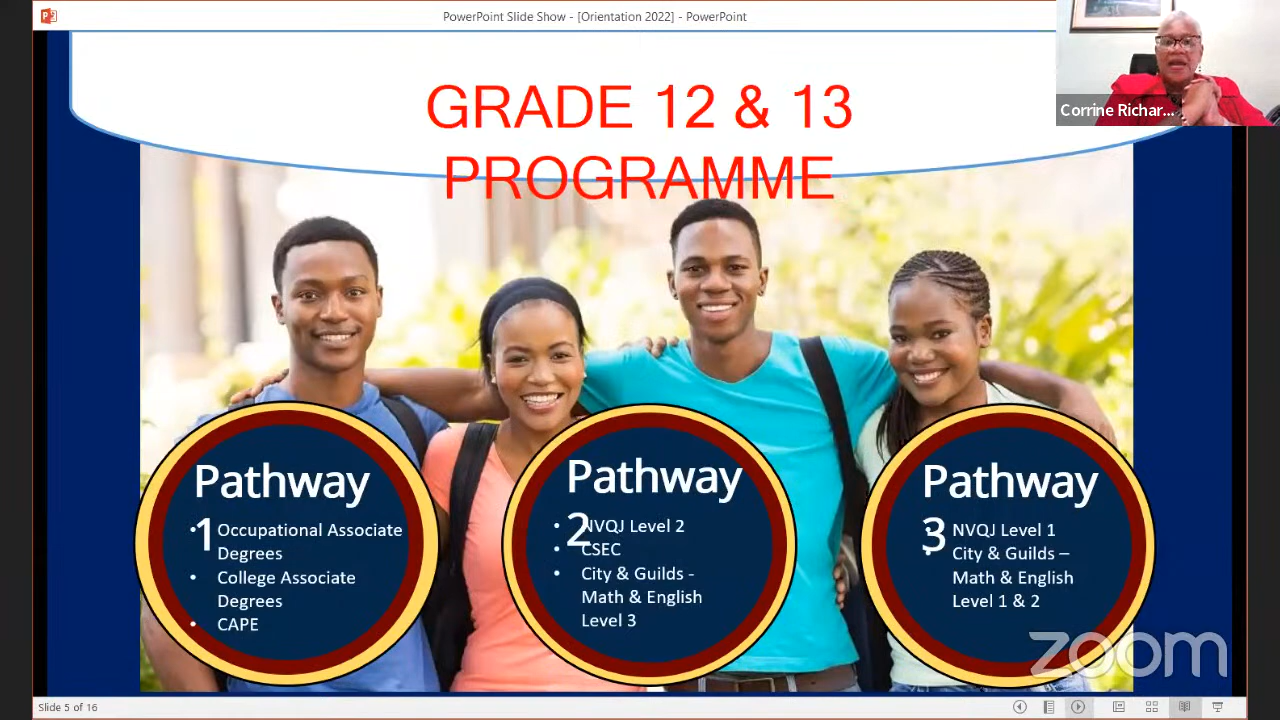 PowerPoint Slide Show - [Orientation 2022] - PowerPoint
Corrine Richar...
GRADE 12 & 13
PROGRAMME
Pathway
1
• Occupational Associate
Degrees
• College Associate
Degrees
• CAPE
Pathway
2
• NVQJ Level 2
• CSEC
• City & Guilds -
Math & English
Level 3
Pathway
3
• NVQJ Level 1
• City & Guilds –
Math & English
Level 1 & 2
zoom
Slide 5 of 16